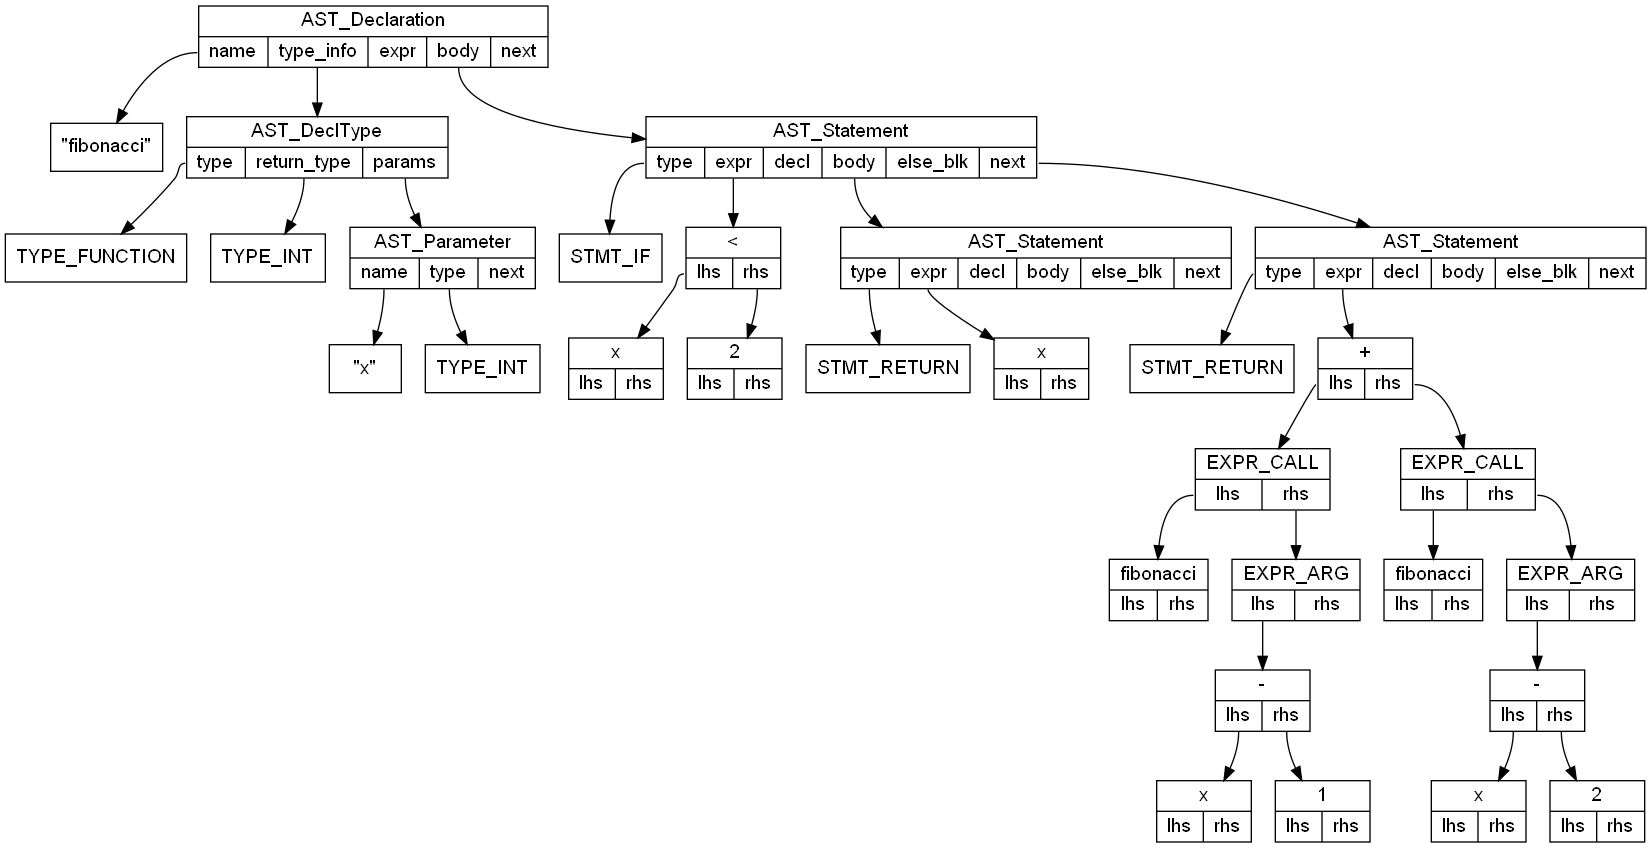 AST_Declaration
name type_info expr body next
"fibonacci"
AST_DeclType
type return_type params
AST_Statement
type expr decl body else_blk next
TYPE_FUNCTION
TYPE_INT
AST_Parameter
name type next
STMT_IF
<
lhs rhs
AST_Statement
type expr decl body else_blk next
AST_Statement
type expr decl body else_blk next
"x"
TYPE_INT
x
lhs rhs
2
lhs rhs
STMT_RETURN
x
lhs rhs
STMT_RETURN
+
lhs rhs
EXPR_CALL
lhs rhs
EXPR_CALL
lhs rhs
fibonacci
lhs rhs
EXPR_ARG
lhs rhs
fibonacci
lhs rhs
EXPR_ARG
lhs rhs
-
lhs rhs
-
lhs rhs
x
lhs rhs
1
lhs rhs
x
lhs rhs
2
lhs rhs